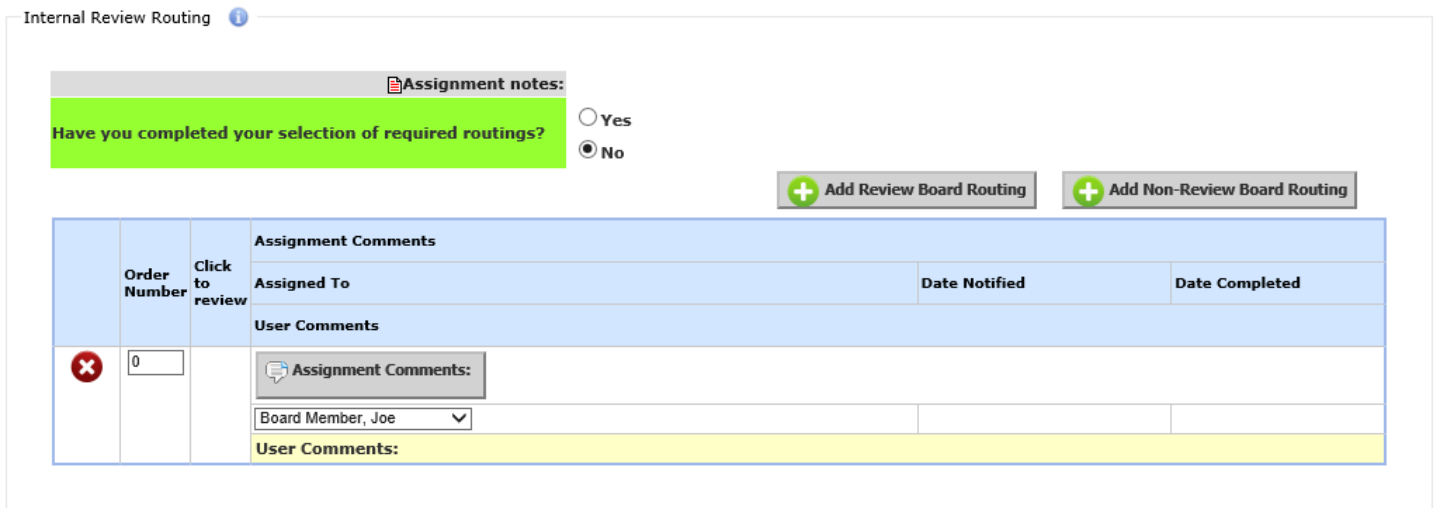 Internal Review Routing
Assignment notes:
Have you completed your selection of required routings?
Yes
No
Add Review Board Routing
Add Non-Review Board Routing
Order Number
Click to review
Assignment Comments
Assigned To
Date Notified
Date Completed
User Comments
0
Assignment Comments:
Board Member, Joe
User Comments: